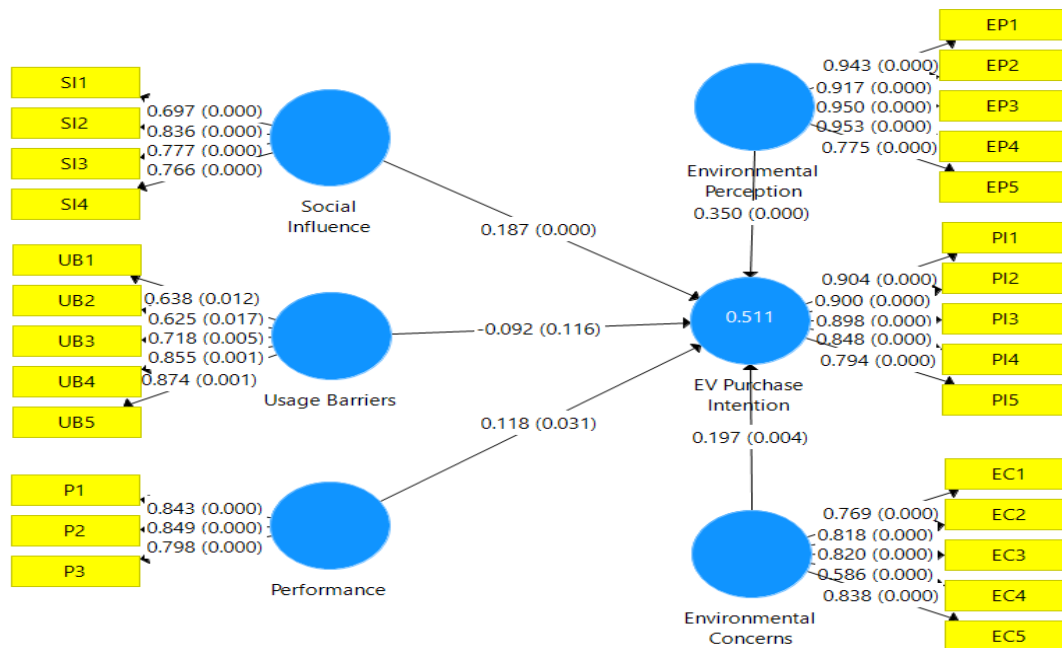 SI1
SI2
SI3
SI4
0.697 (0.000)
0.836 (0.000)
0.777 (0.000)
0.766 (0.000)
Social
Influence
UB1
UB2
UB3
UB4
UB5
0.638 (0.012)
0.625 (0.017)
0.718 (0.005)
0.855 (0.001)
0.874 (0.001)
Usage Barriers
P1
P2
P3
0.843 (0.000)
0.849 (0.000)
0.798 (0.000)
Performance
0.187 (0.000)
-0.092 (0.116)
0.118 (0.031)
Environmental
Perception
0.350 (0.000)
0.943 (0.000)
0.917 (0.000)
0.950 (0.000)
0.953 (0.000)
0.775 (0.000)
EP1
EP2
EP3
EP4
EP5
0.511
EV Purchase
Intention
0.904 (0.000)
0.900 (0.000)
0.898 (0.000)
0.848 (0.000)
0.794 (0.000)
PI1
PI2
PI3
PI4
PI5
0.197 (0.004)
Environmental
Concerns
0.769 (0.000)
0.818 (0.000)
0.820 (0.000)
0.586 (0.000)
0.838 (0.000)
EC1
EC2
EC3
EC4
EC5